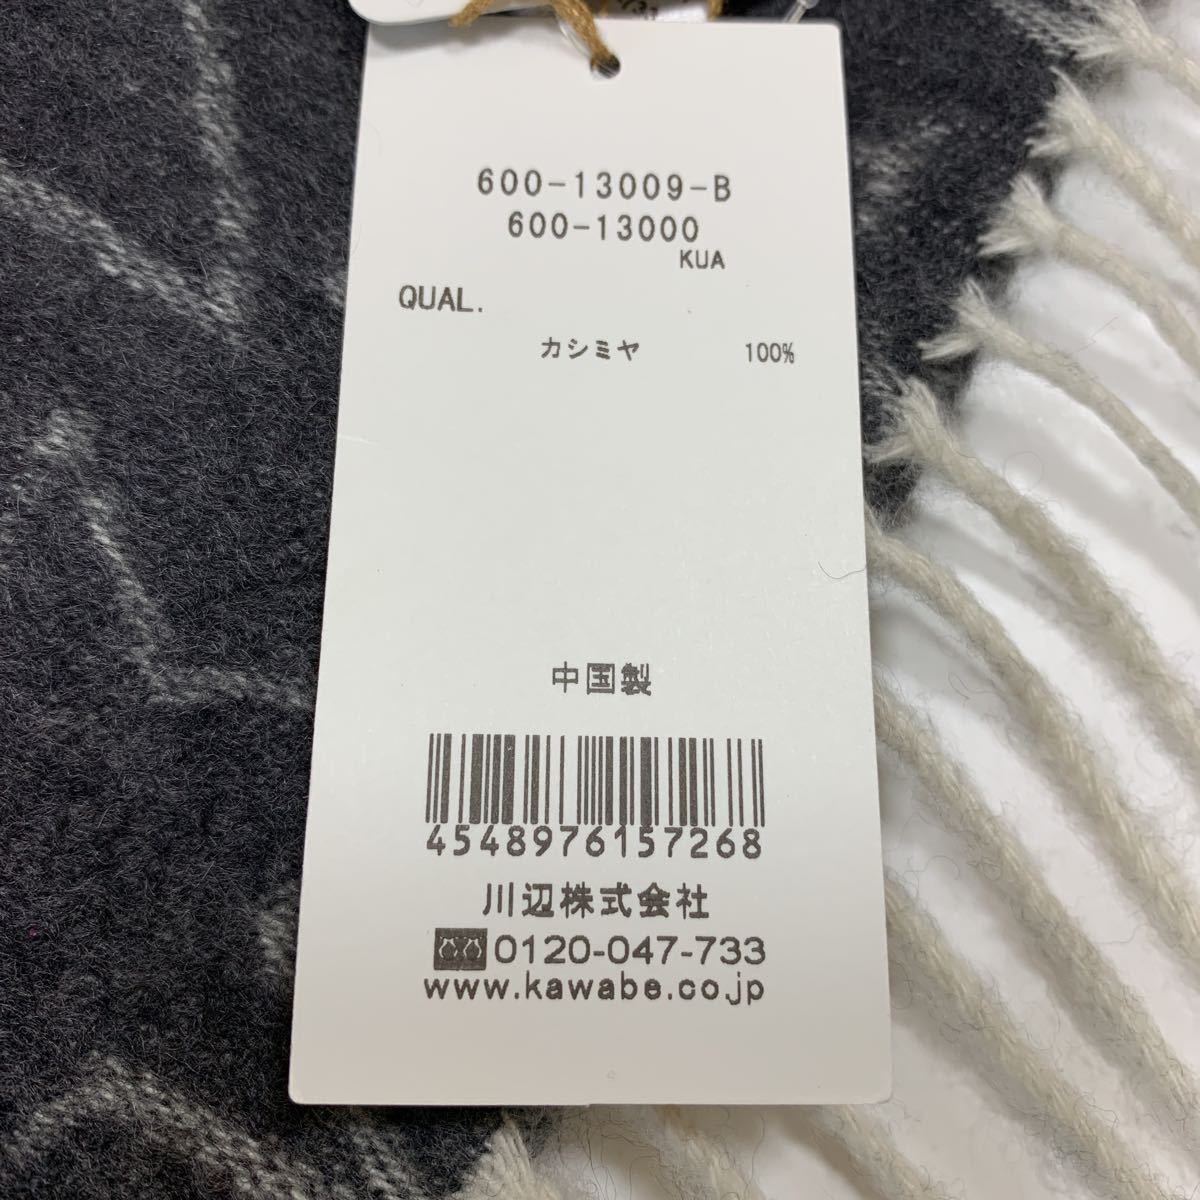 600-13009-B
600-13000
KUA
QUAL.
カシミヤ 100%
中国製
4548976157268
川辺株式会社
0120-047-733
www.kawabe.co.jp